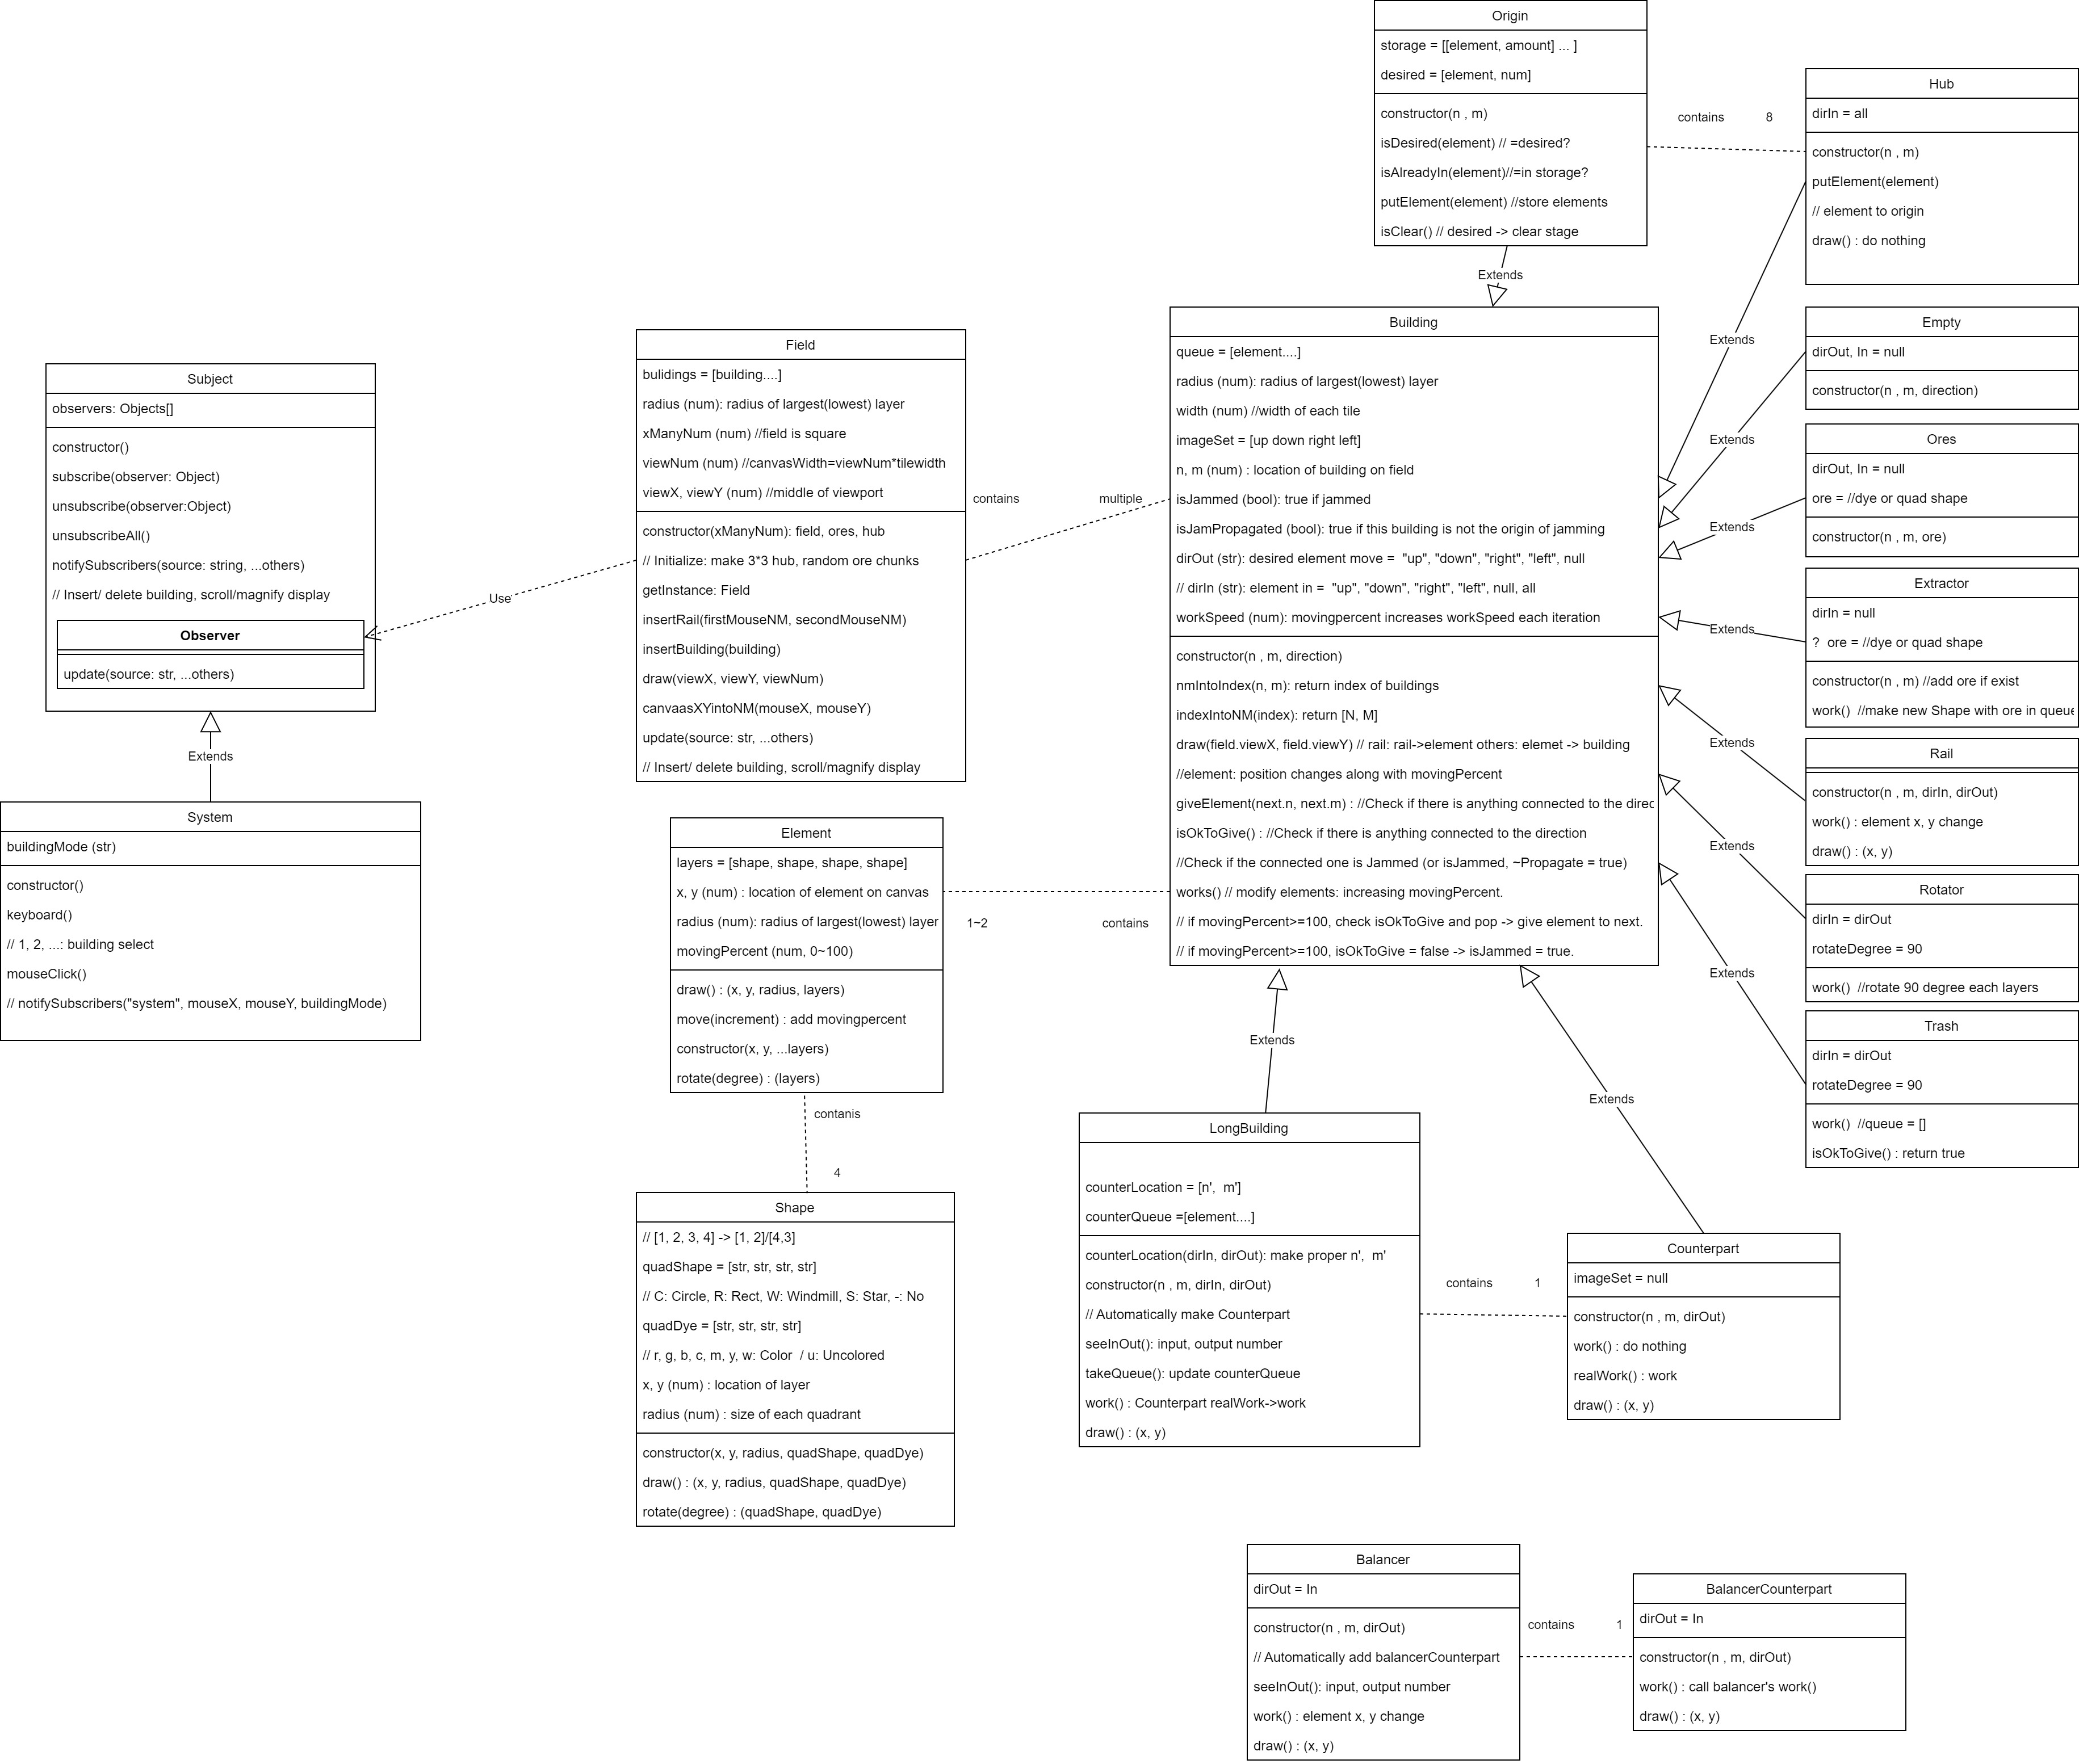 Origin
storage = [[element, amount] ... ]
desired = [element, num]
constructor(n , m)
isDesired(element) // =desired?
isAlreadyIn(element)//=in storage?
putElement(element) //store elements
isClear() // desired -> clear stage
contains
8
Hub
dirIn = all
constructor(n , m)
putElement(element)
// element to origin
draw() : do nothing
Extends
Extends
Empty
dirOut, In = null
constructor(n , m, direction)
Extends
Ores
dirOut, In = null
ore = //dye or quad shape
constructor(n , m, ore)
Extends
Extractor
dirIn = null
? ore = //dye or quad shape
constructor(n , m) //add ore if exist
work() //make new Shape with ore in queue
Extends
Rail
constructor(n , m, dirIn, dirOut)
work() : element x, y change
draw() : (x, y)
Extends
Rotator
dirIn = dirOut
rotateDegree = 90
work() //rotate 90 degree each layers
Extends
Trash
dirIn = dirOut
rotateDegree = 90
work() //queue = []
isOkToGive() : return true
Extends
Building
queue = [element....]
radius (num): radius of largest(lowest) layer
width (num) //width of each tile
imageSet = [up down right left]
n, m (num) : location of building on field
isJammed (bool): true if jammed
isJamPropagated (bool): true if this building is not the origin of jamming
dirOut (str): desired element move = "up", "down", "right", "left", null
// dirIn (str): element in = "up", "down", "right", "left", null, all
workSpeed (num): movingpercent increases workSpeed each iteration
constructor(n , m, direction)
nmIntoIndex(n, m): return index of buildings
indexIntoNM(index): return [N, M]
draw(field.viewX, field.viewY) // rail: rail->element others: elemet -> building
//element: position changes along with movingPercent
giveElement(next.n, next.m) : //Check if there is anything connected to the direc
isOkToGive() : //Check if there is anything connected to the direction
//Check if the connected one is Jammed (or isJammed, ~Propagate = true)
works() // modify elements: increasing movingPercent.
// if movingPercent>=100, check isOkToGive and pop -> give element to next.
// if movingPercent>=100, isOkToGive = false -> isJammed = true.
Field
bulidings = [building....]
radius (num): radius of largest(lowest) layer
xManyNum (num) //field is square
viewNum (num) //canvasWidth=viewNum*tilewidth
viewX, viewY (num) //middle of viewport
constructor(xManyNum): field, ores, hub
// Initialize: make 3*3 hub, random ore chunks
getInstance: Field
insertRail(firstMouseNM, secondMouseNM)
insertBuilding(building)
draw(viewX, viewY, viewNum)
canvaasXYintoNM(mouseX, mouseY)
update(source: str, ...others)
// Insert/ delete building, scroll/magnify display
contains
multiple
Use
Subject
observers: Objects[]
constructor()
subscribe(observer: Object)
unsubscribe(observer:Object)
unsubscribeAll()
notifySubscribers(source: string, ...others)
// Insert/ delete building, scroll/magnify display
Observer
update(source: str, ...others)
Extends
System
buildingMode (str)
constructor()
keyboard()
// 1, 2, ...: building select
mouseClick()
// notifySubscribers("system", mouseX, mouseY, buildingMode)
Element
layers = [shape, shape, shape, shape]
x, y (num) : location of element on canvas
radius (num): radius of largest(lowest) layer
movingPercent (num, 0~100)
draw() : (x, y, radius, layers)
move(increment) : add movingpercent
constructor(x, y, ...layers)
rotate(degree) : (layers)
1~2
contains
contanis
4
Shape
// [1, 2, 3, 4] -> [1, 2]/[4,3]
quadShape = [str, str, str, str]
// C: Circle, R: Rect, W: Windmill, S: Star, -: No
quadDye = [str, str, str, str]
// r, g, b, c, m, y, w: Color / u: Uncolored
x, y (num) : location of layer
radius (num) : size of each quadrant
constructor(x, y, radius, quadShape, quadDye)
draw() : (x, y, radius, quadShape, quadDye)
rotate(degree) : (quadShape, quadDye)
Extends
LongBuilding
counterLocation = [n', m']
counterQueue =[element....]
counterLocation(dirIn, dirOut): make proper n', m'
constructor(n , m, dirIn, dirOut)
// Automatically make Counterpart
seeInOut(): input, output number
takeQueue(): update counterQueue
work() : Counterpart realWork->work
draw() : (x, y)
contains
1
Extends
Counterpart
imageSet = null
constructor(n , m, dirOut)
work() : do nothing
realWork() : work
draw() : (x, y)
Balancer
dirOut = In
constructor(n , m, dirOut)
// Automatically add balancerCounterpart
seeInOut(): input, output number
work() : element x, y change
draw() : (x, y)
contains
1
BalancerCounterpart
dirOut = In
constructor(n , m, dirOut)
work() : call balancer's work()
draw() : (x, y)